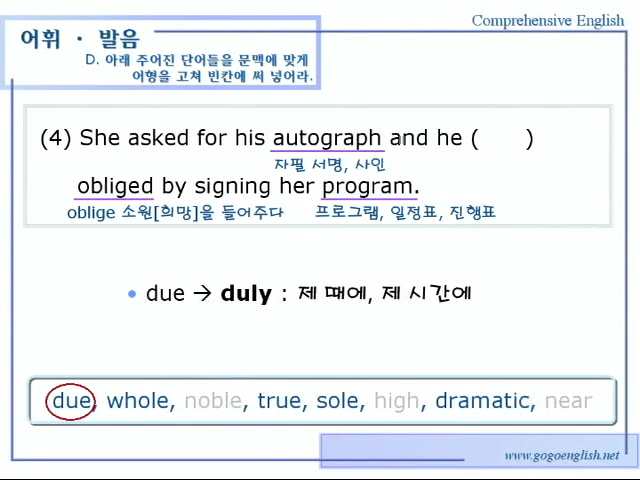 Comprehensive English
어휘 · 발음
D. 아래 주어진 단어들을 문맥에 맞게
어형을 고쳐 빈칸에 써 넣어라.
(4) She asked for his autograph and he ( )
자필 서명, 사인
obliged by signing her program.
oblige 소원[희망]을 들어주다 프로그램, 일정표, 진행표
• due → duly : 제 때에, 제 시간에
due, whole, noble, true, sole, high, dramatic, near
www.gogoenglish.net